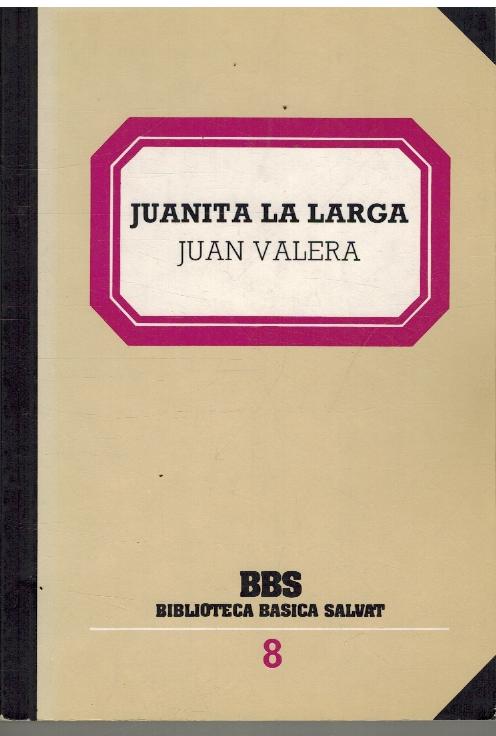 JUANITA LA LARGA
JUAN VALERA
BBS
BIBLIOTECA BASICA SALVAT
8